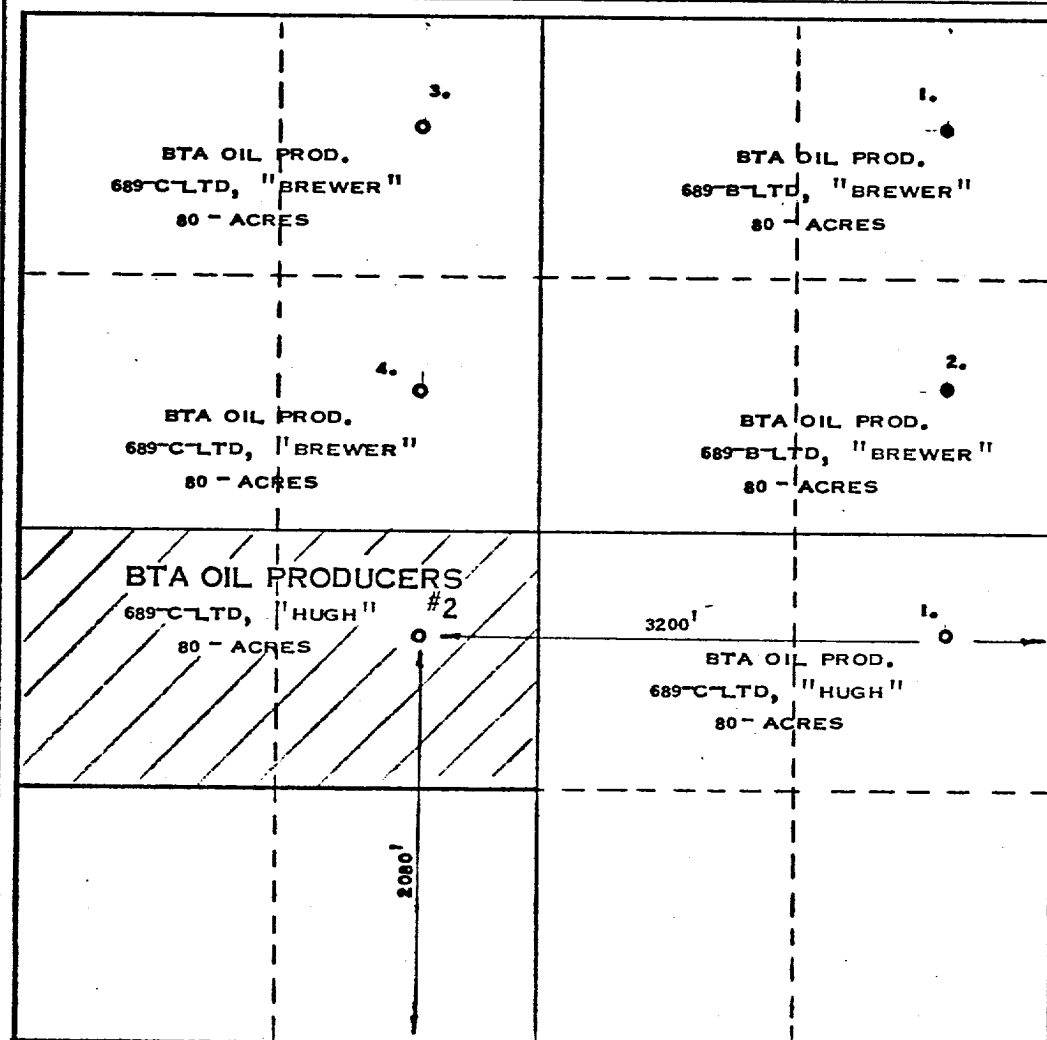 3.
BTA OIL PROD.
689-C-LTD, "BREWER"
80 - ACRES
1.
BTA OIL PROD.
689-B-LTD, "BREWER"
80 - ACRES
4.
BTA OIL PROD.
689-C-LTD, "BREWER"
80 - ACRES
2.
BTA OIL PROD.
689-B-LTD, "BREWER"
80 - ACRES
BTA OIL PRODUCERS
689-C-LTD, "HUGH" #2
80 - ACRES
3200'
1.
BTA OIL PROD.
689-C-LTD, "HUGH"
80 - ACRES
2080'